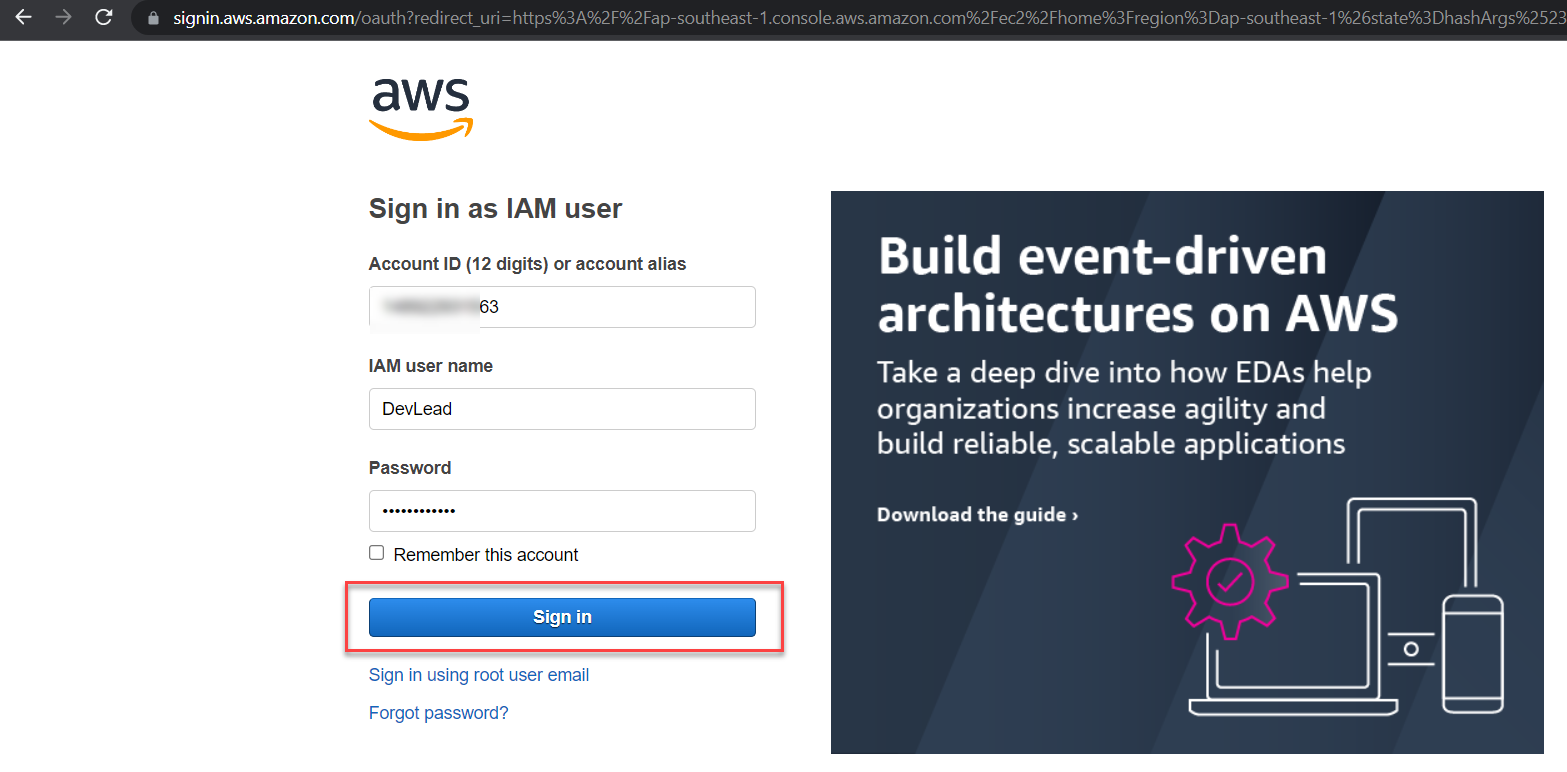 signin.aws.amazon.com/oauth?redirect_uri=https%3A%2F%2Fap-southeast-1.console.aws.amazon.com%2Fec2%2Fhome%3Fregion%3Dap-southeast-1%26state%3DhashArgs%2523
aws
Sign in as IAM user
Account ID (12 digits) or account alias
63
IAM user name
DevLead
Password
••••••••••••
Remember this account
Sign in
Sign in using root user email
Forgot password?
Build event-driven
architectures on AWS
Take a deep dive into how EDAs help
organizations increase agility and
build reliable, scalable applications
Download the guide ›